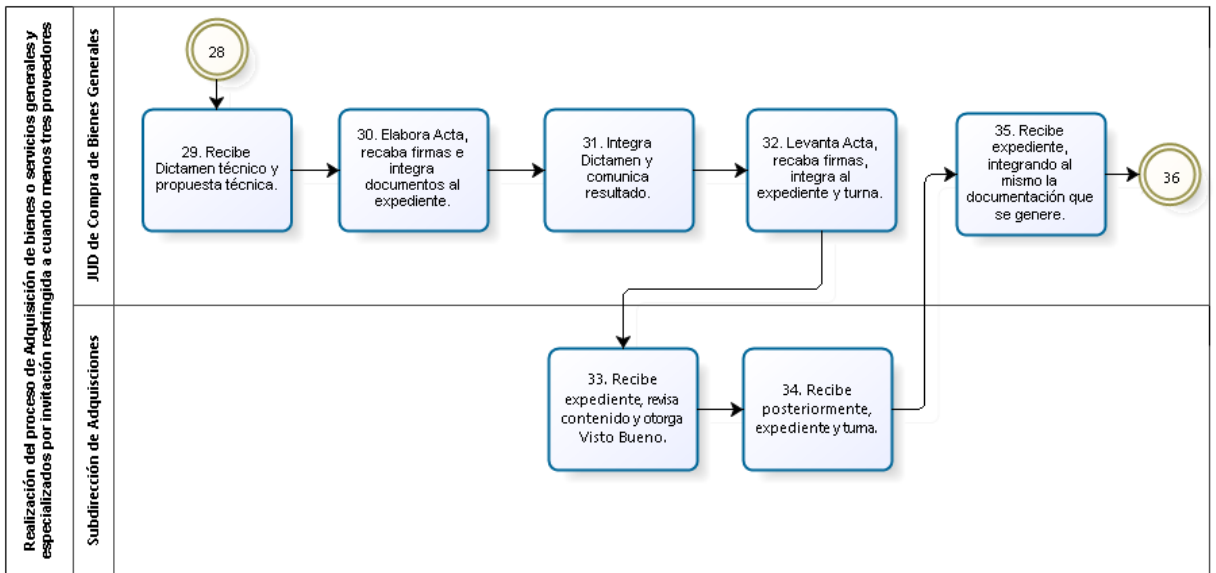 Realización del proceso de Adquisición de bienes o servicios generales y
especializados por invitación restringida a cuando menos tres proveedores
JUD de Compra de Bienes Generales
28
29. Recibe
Dictamen técnico y
propuesta técnica.
30. Elabora Acta,
recaba firmas e
integra
documentos al
expediente.
31. Integra
Dictamen y
comunica
resultado.
32. Levanta Acta,
recaba firmas,
integra al
expediente y turna.
35. Recibe
expediente,
integrando al
mismo la
documentación que
se genere.
36
Subdirección de Adquisciones
33. Recibe
expediente, revisa
contenido y otorga
Visto Bueno.
34. Recibe
posteriormente,
expediente y turna.